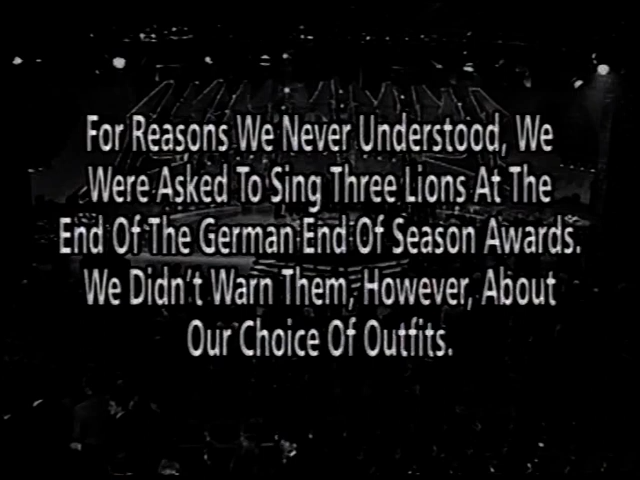 For Reasons We Never Understood, We
Were Asked To Sing Three Lions At The
End Of The German End Of Season Awards.
We Didn't Warn Them, However, About
Our Choice Of Outfits.